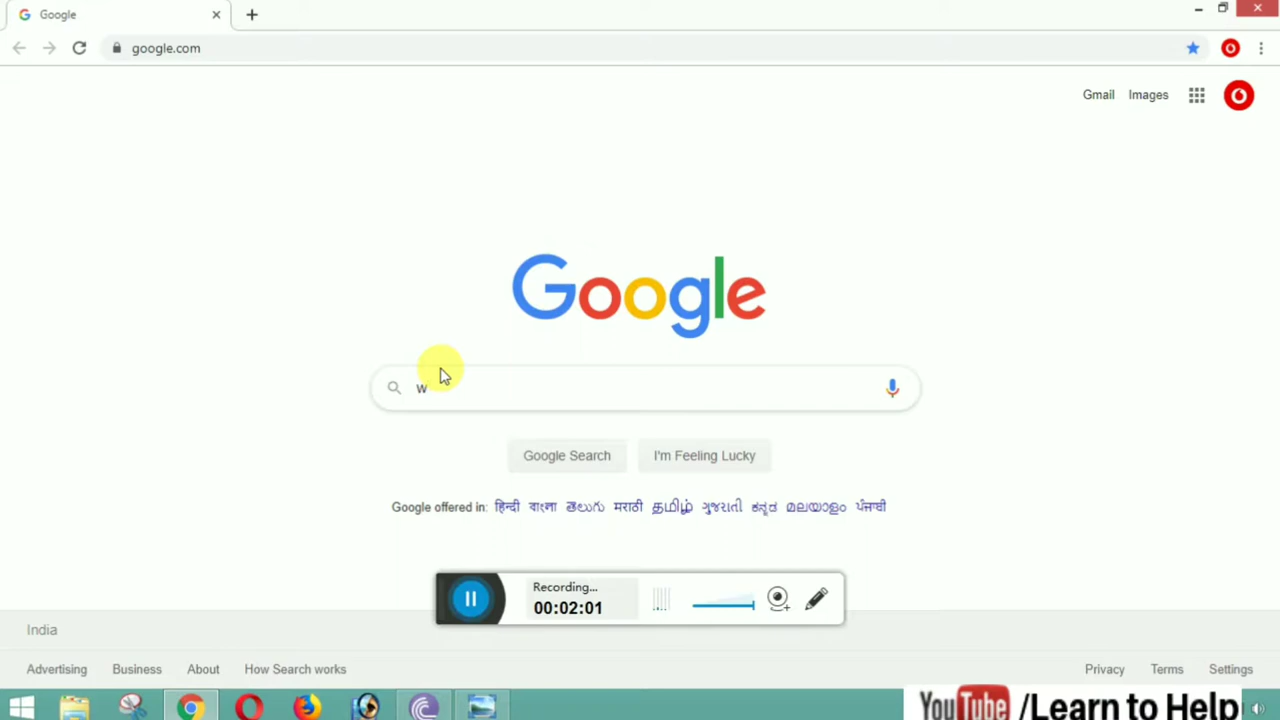 Google
google.com
Gmail Images
Google
w
Google Search I'm Feeling Lucky
Google offered in: हिन्दी বাংলা తెలుగు मराठी தமிழ் ગુજરાતી ಕನ್ನಡ മലയാളം ਪੰਜਾਬੀ
Recording...
00:02:01
India
Advertising Business About How Search works Privacy Terms Settings
YouTube /Learn to Help